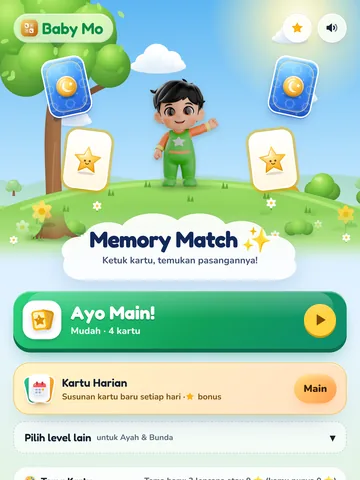 Baby Mo
Memory Match
Ketuk kartu, temukan pasangannya!
Ayo Main!
Mudah · 4 kartu
Kartu Harian
Susunan kartu baru setiap hari · bonus
Main
Pilih level lain untuk Ayah & Bunda